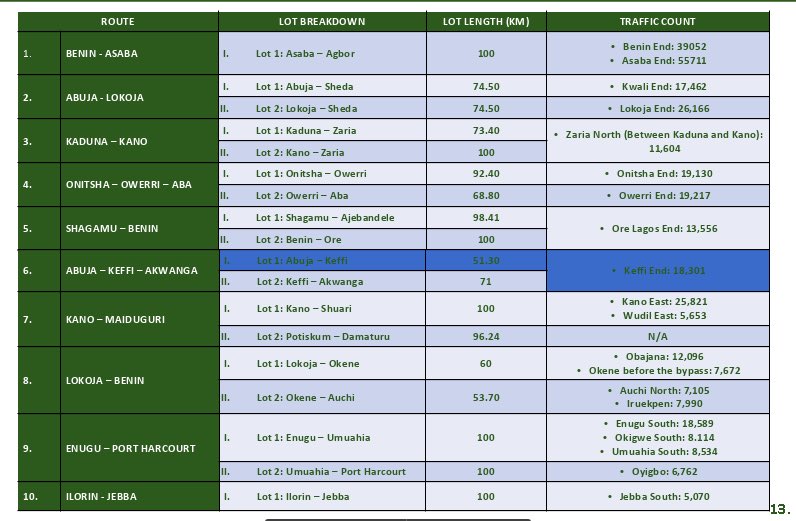 ROUTE LOT BREAKDOWN LOT LENGTH (KM) TRAFFIC COUNT
1. BENIN - ASABA I. Lot 1: Asaba – Agbor 100 • Benin End: 39052
• Asaba End: 55711
2. ABUJA - LOKOJA I. Lot 1: Abuja – Sheda 74.50 • Kwali End: 17,462
II. Lot 2: Lokoja – Sheda 74.50 • Lokoja End: 26,166
3. KADUNA – KANO I. Lot 1: Kaduna – Zaria 73.40 • Zaria North (Between Kaduna and Kano):
11,604
II. Lot 2: Kano – Zaria 100
4. ONITSHA – OWERRI – ABA I. Lot 1: Onitsha – Owerri 92.40 • Onitsha End: 19,130
II. Lot 2: Owerri – Aba 68.80 • Owerri End: 19,217
5. SHAGAMU – BENIN I. Lot 1: Shagamu – Ajebandele 98.41 • Ore Lagos End: 13,556
II. Lot 2: Benin – Ore 100
6. ABUJA – KEFFI – AKWANGA I. Lot 1: Abuja – Keffi 51.30 • Keffi End: 18,301
II. Lot 2: Keffi – Akwanga 71
7. KANO – MAIDUGURI I. Lot 1: Kano – Shuari 100 • Kano East: 25,821
• Wudil East: 5,653
II. Lot 2: Potiskum – Damaturu 96.24 N/A
8. LOKOJA – BENIN I. Lot 1: Lokoja – Okene 60 • Obajana: 12,096
• Okene before the bypass: 7,672
II. Lot 2: Okene – Auchi 53.70 • Auchi North: 7,105
• Iruekpen: 7,990
9. ENUGU – PORT HARCOURT I. Lot 1: Enugu – Umuahia 100 • Enugu South: 18,589
• Okigwe South: 8.114
• Umuahia South: 8,534
II. Lot 2: Umuahia – Port Harcourt 100 • Oyigbo: 6,762
10. ILORIN - JEBBA I. Lot 1: Ilorin – Jebba 100 • Jebba South: 5,070
13.